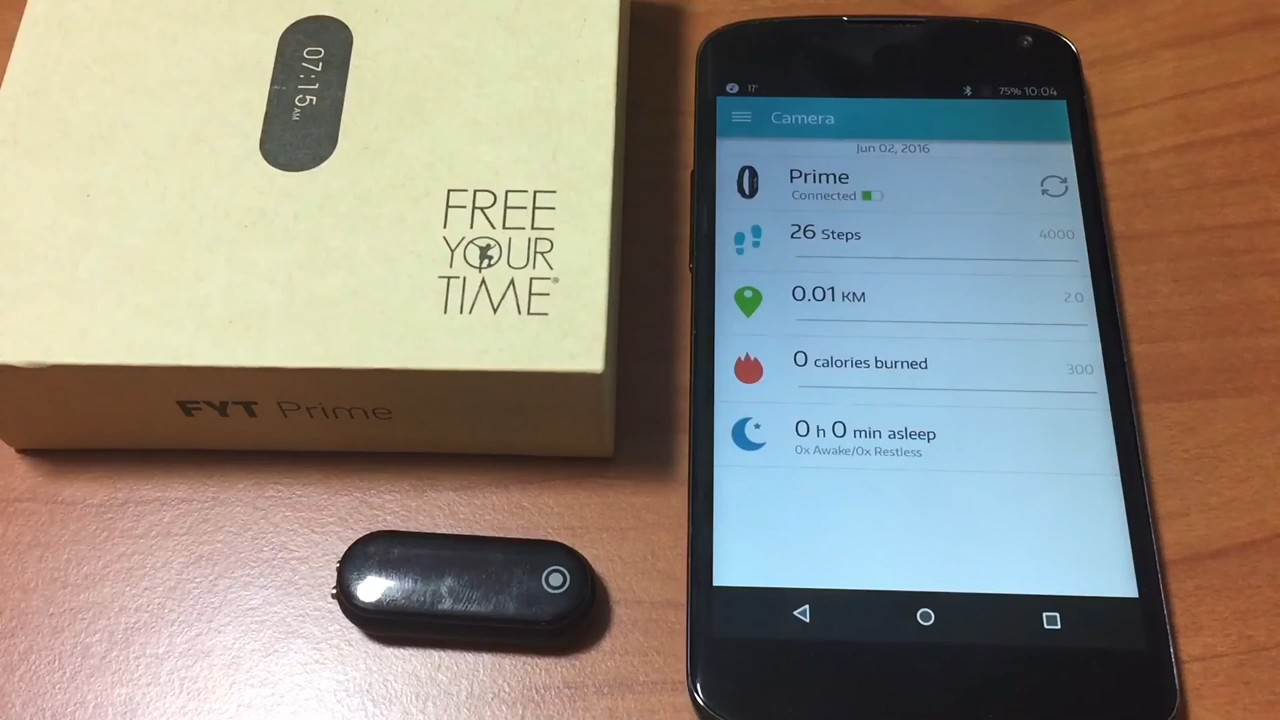 07:15 AM
FREE
YOUR
TIME®
FYT Prime
17°
75% 10:04
Camera
Jun 02, 2016
Prime
Connected
26 Steps
4000
0.01 KM
2.0
0 calories burned
300
0 h 0 min asleep
0x Awake/0x Restless